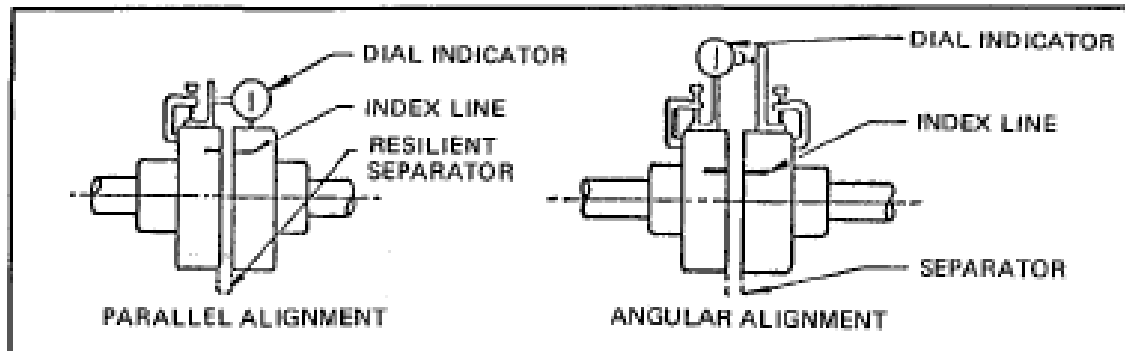 DIAL INDICATOR
INDEX LINE
RESILIENT
SEPARATOR
PARALLEL ALIGNMENT
DIAL INDICATOR
INDEX LINE
SEPARATOR
ANGULAR ALIGNMENT